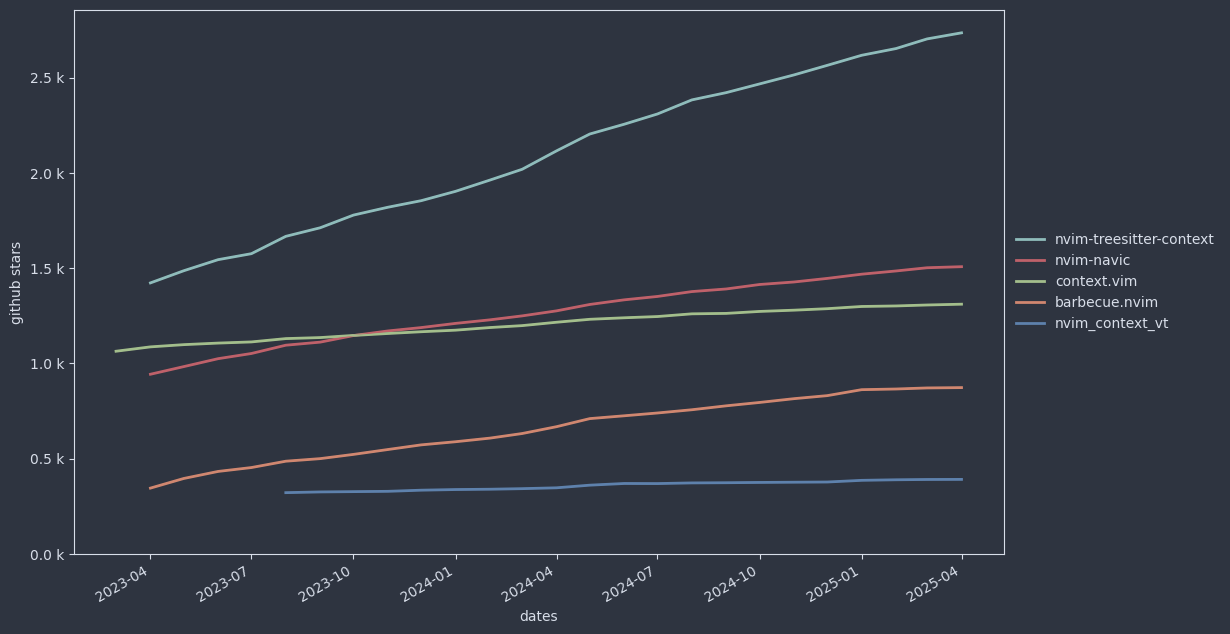 github stars
2.5 k
2.0 k
1.5 k
1.0 k
0.5 k
0.0 k
2023-04
2023-07
2023-10
2024-01
2024-04
2024-07
2024-10
2025-01
2025-04
dates
nvim-treesitter-context
nvim-navic
context.vim
barbecue.nvim
nvim_context_vt